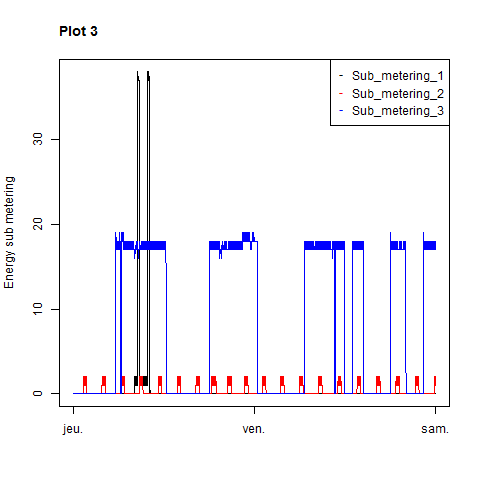 Plot 3
Sub_metering_1
Sub_metering_2
Sub_metering_3
Energy sub metering
30
20
10
0
jeu.
ven.
sam.